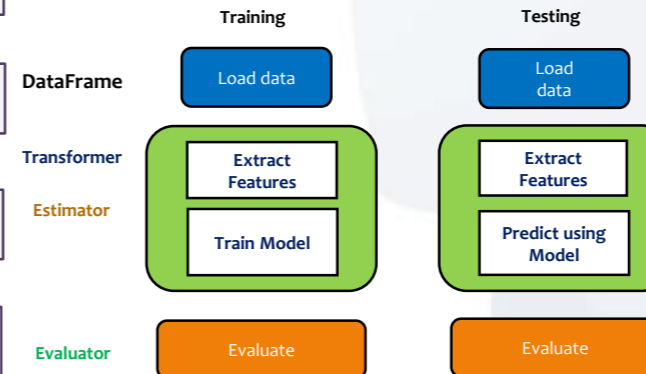 Training
Testing
DataFrame
Load data
Load
data
Transformer
Extract
Features
Extract
Features
Estimator
Train Model
Predict using
Model
Evaluator
Evaluate
Evaluate